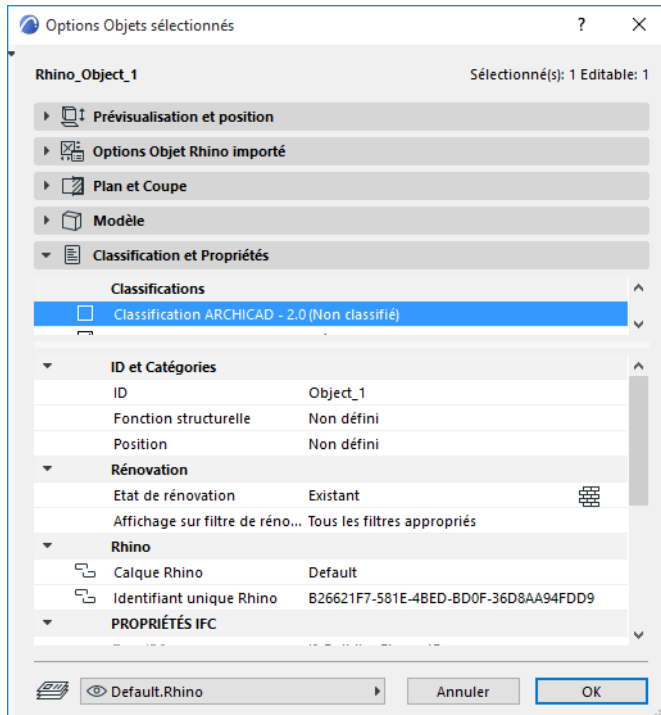 Options Objets sélectionnés ? ×
Rhino_Object_1 Sélectionné(s): 1 Editable: 1
Prévisualisation et position
Options Objet Rhino importé
Plan et Coupe
Modèle
Classification et Propriétés
Classifications
Classification ARCHICAD - 2.0 (Non classifié)
ID et Catégories
ID Object_1
Fonction structurelle Non défini
Position Non défini
Rénovation
Etat de rénovation Existant
Affichage sur filtre de réno... Tous les filtres appropriés
Rhino
Calque Rhino Default
Identifiant unique Rhino B26621F7-581E-4BED-BD0F-36D8AA94FDD9
PROPRIÉTÉS IFC
Default.Rhino Annuler OK